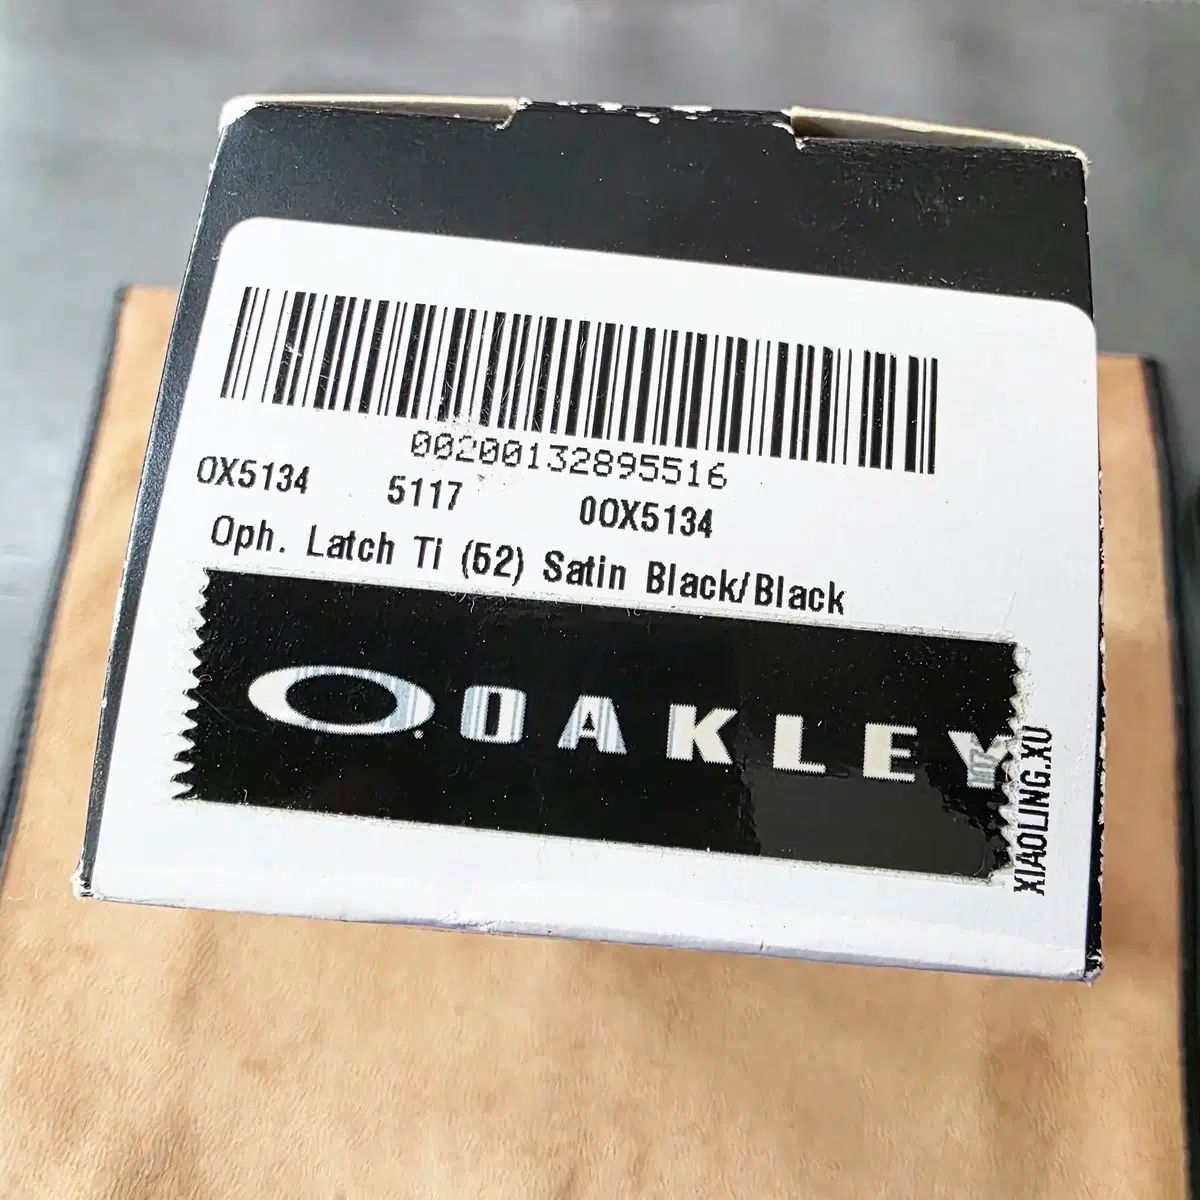 00200132895516
OX5134 5117 0OX5134
Oph. Latch Ti (52) Satin Black/Black
OAKLEY
XIAOLING.XU